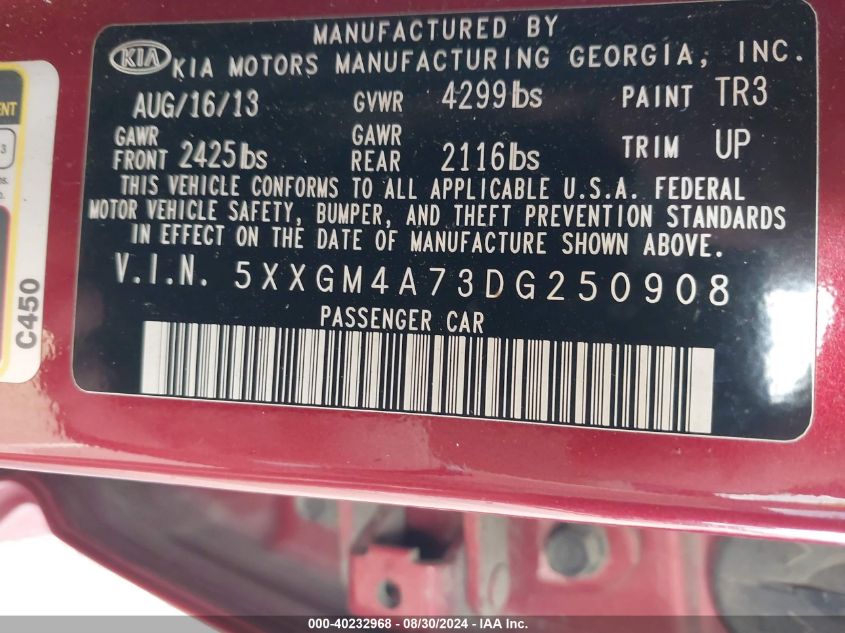 MANUFACTURED BY
KIA KIA MOTORS MANUFACTURING GEORGIA, INC.
AUG/16/13 GVWR 4299lbs PAINT TR3
GAWR FRONT 2425lbs GAWR REAR 2116lbs TRIM UP
THIS VEHICLE CONFORMS TO ALL APPLICABLE U.S.A. FEDERAL
MOTOR VEHICLE SAFETY, BUMPER, AND THEFT PREVENTION STANDARDS
IN EFFECT ON THE DATE OF MANUFACTURE SHOWN ABOVE.
V.I.N. 5XXGM4A73DG250908
PASSENGER CAR
C450
000-40232968 - 08/30/2024 - IAA Inc.